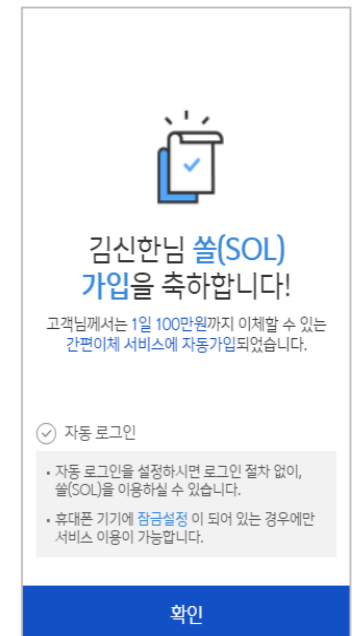 김신한님 쏠(SOL)
가입을 축하합니다!
고객님께서는 1일 100만원까지 이체할 수 있는
간편이체 서비스에 자동가입되었습니다.
자동 로그인
• 자동 로그인을 설정하시면 로그인 절차 없이,
쏠(SOL)을 이용하실 수 있습니다.
• 휴대폰 기기에 잠금설정 이 되어 있는 경우에만
서비스 이용이 가능합니다.
확인